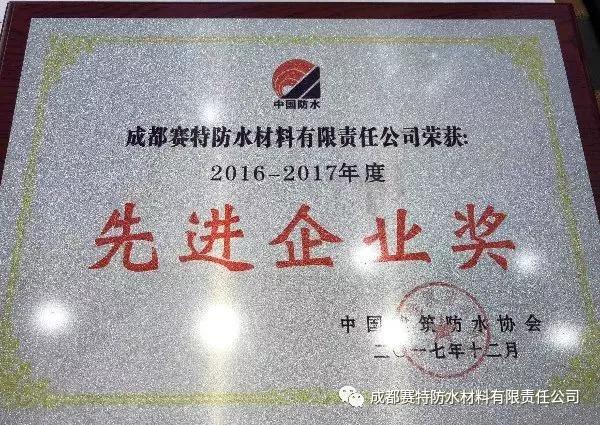 中国防水
成都赛特防水材料有限责任公司荣获:
2016-2017年度
先进企业奖
中国建筑防水协会
二〇一七年十二月
成都赛特防水材料有限责任公司